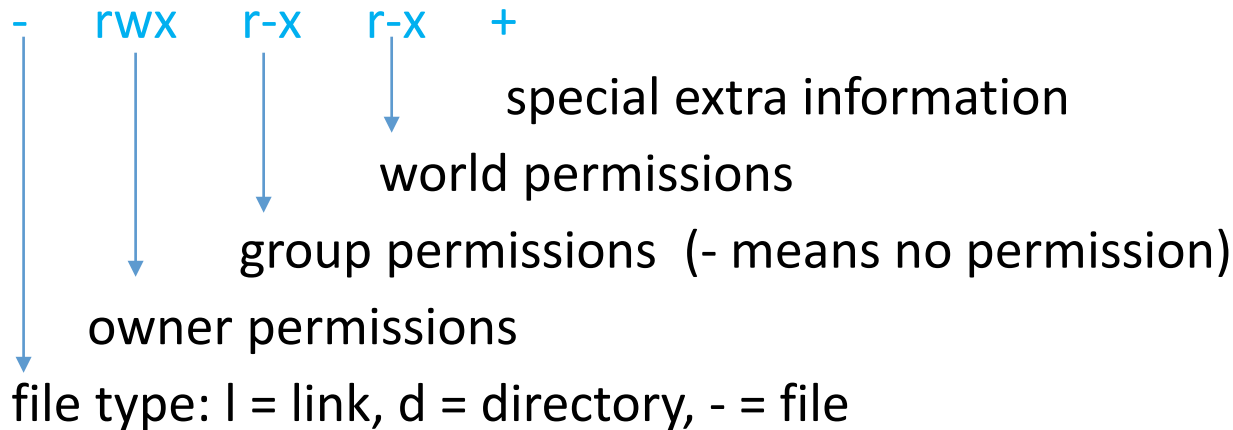 - rwx r-x r-x +
special extra information
world permissions
group permissions (- means no permission)
owner permissions
file type: l = link, d = directory, - = file